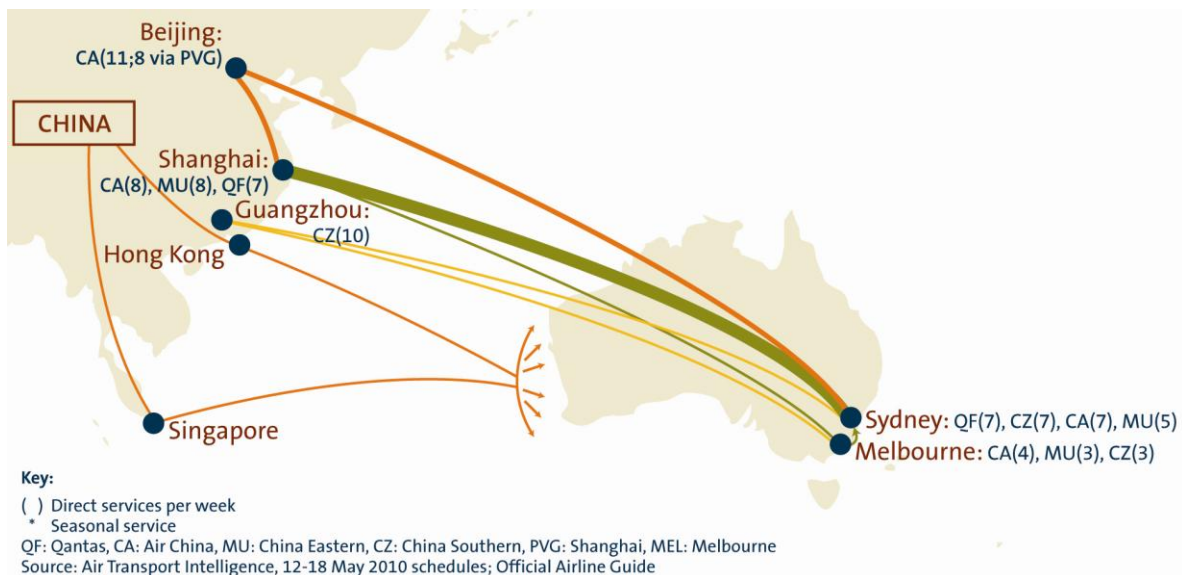 Beijing:
CA(11;8 via PVG)
CHINA
Shanghai:
CA(8), MU(8), QF(7)
Guangzhou:
CZ(10)
Hong Kong
Singapore
Sydney: QF(7), CZ(7), CA(7), MU(5)
Melbourne: CA(4), MU(3), CZ(3)
Key:
( ) Direct services per week
* Seasonal service
QF: Qantas, CA: Air China, MU: China Eastern, CZ: China Southern, PVG: Shanghai, MEL: Melbourne
Source: Air Transport Intelligence, 12-18 May 2010 schedules; Official Airline Guide